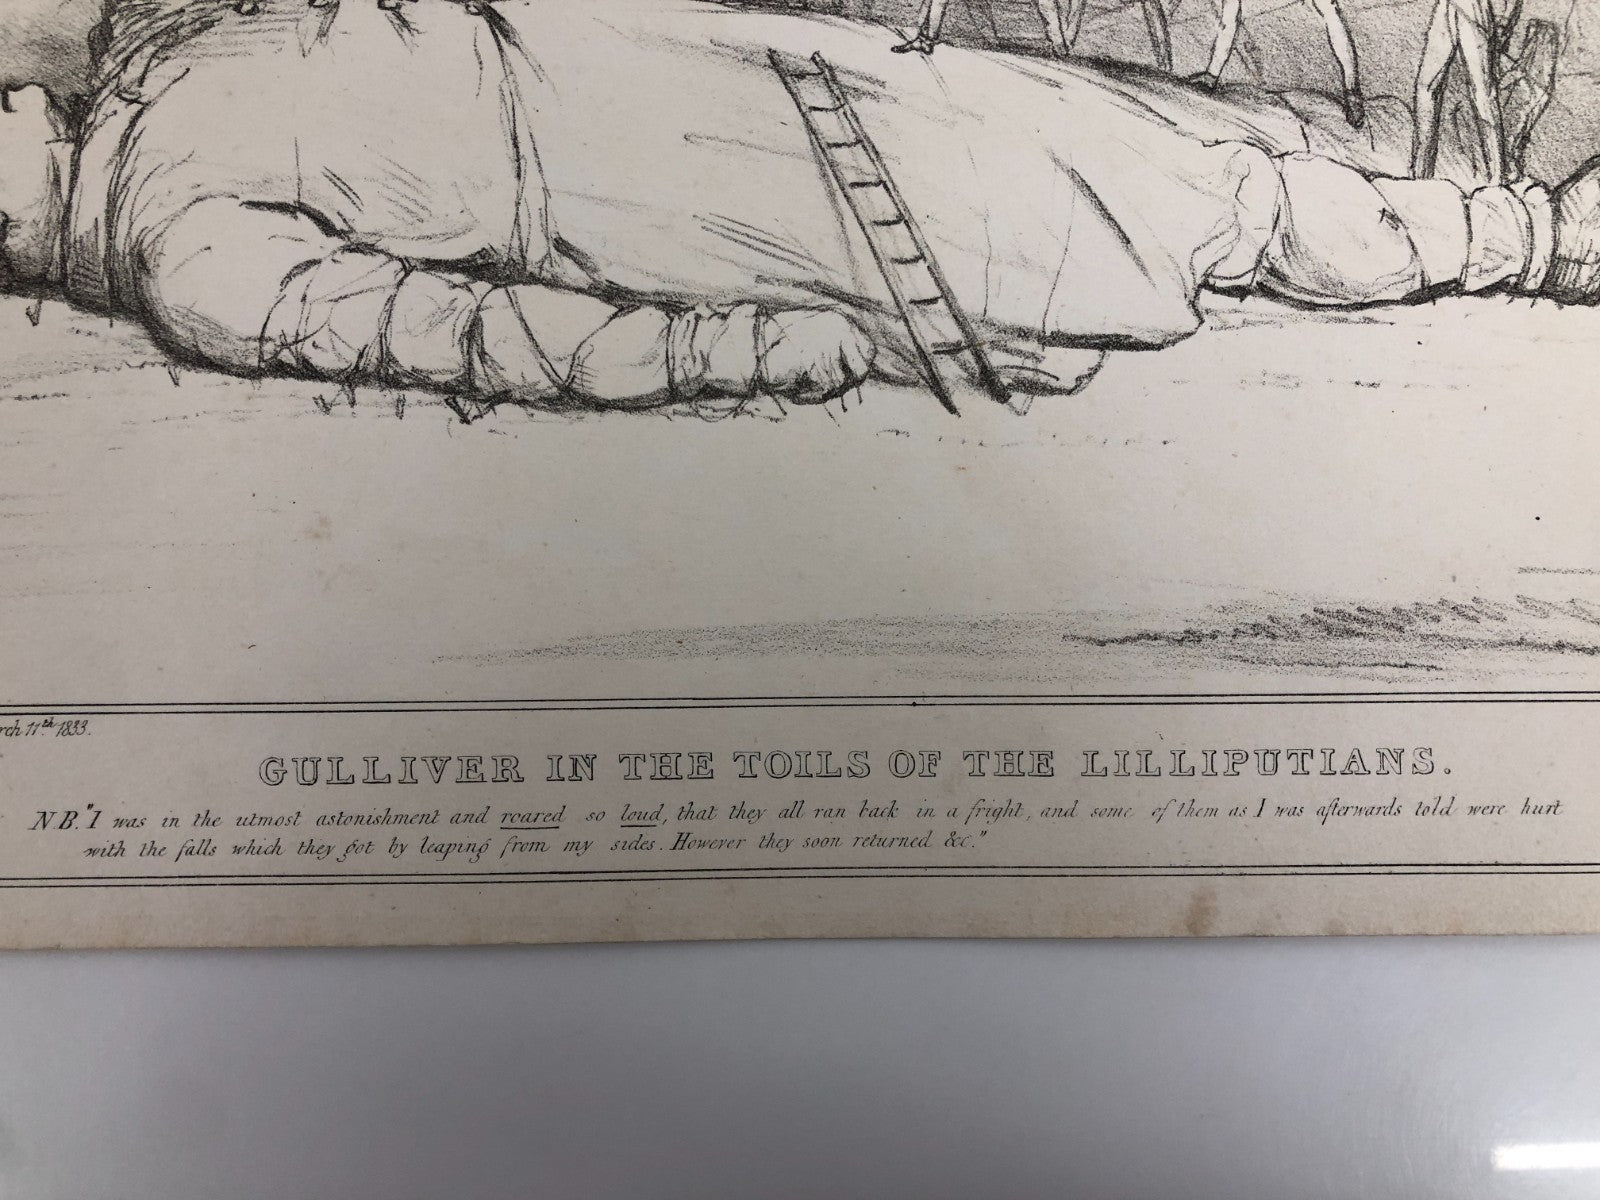 rch 11th 1833.
GULLIVER IN THE TOILS OF THE LILLIPUTIANS.
N.B. "I was in the utmost astonishment and roared so loud, that they all ran back in a fright, and some of them as I was afterwards told were hurt
with the falls which they got by leaping from my sides. However they soon returned &c."